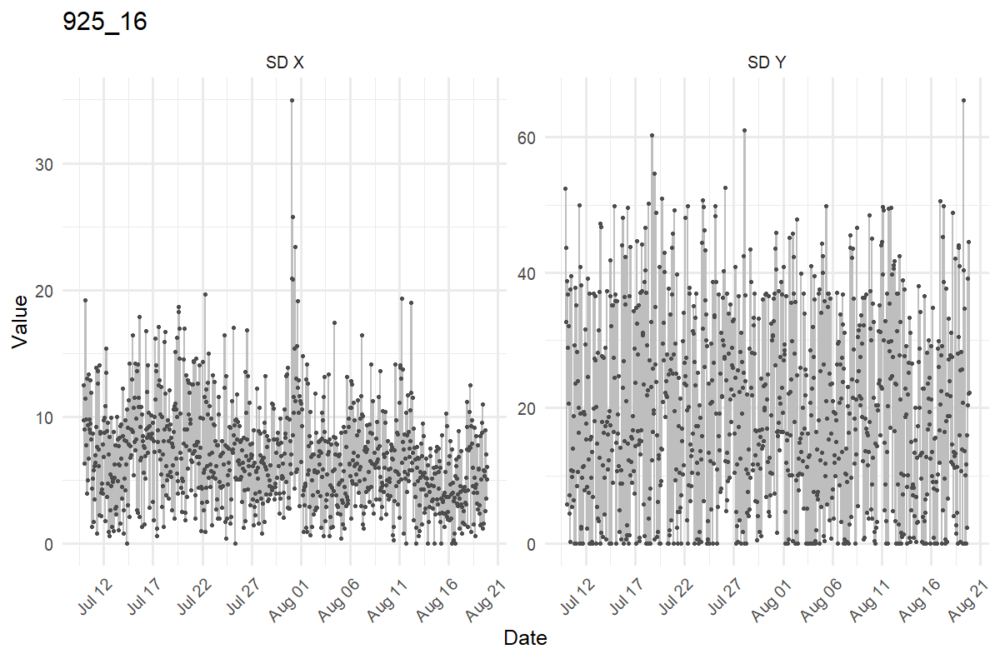 925_16
SD X
SD Y
Value
30
20
10
0
60
40
20
0
Jul 12
Jul 17
Jul 22
Jul 27
Aug 01
Aug 06
Aug 11
Aug 16
Aug 21
Jul 12
Jul 17
Jul 22
Jul 27
Aug 01
Aug 06
Aug 11
Aug 16
Aug 21
Date